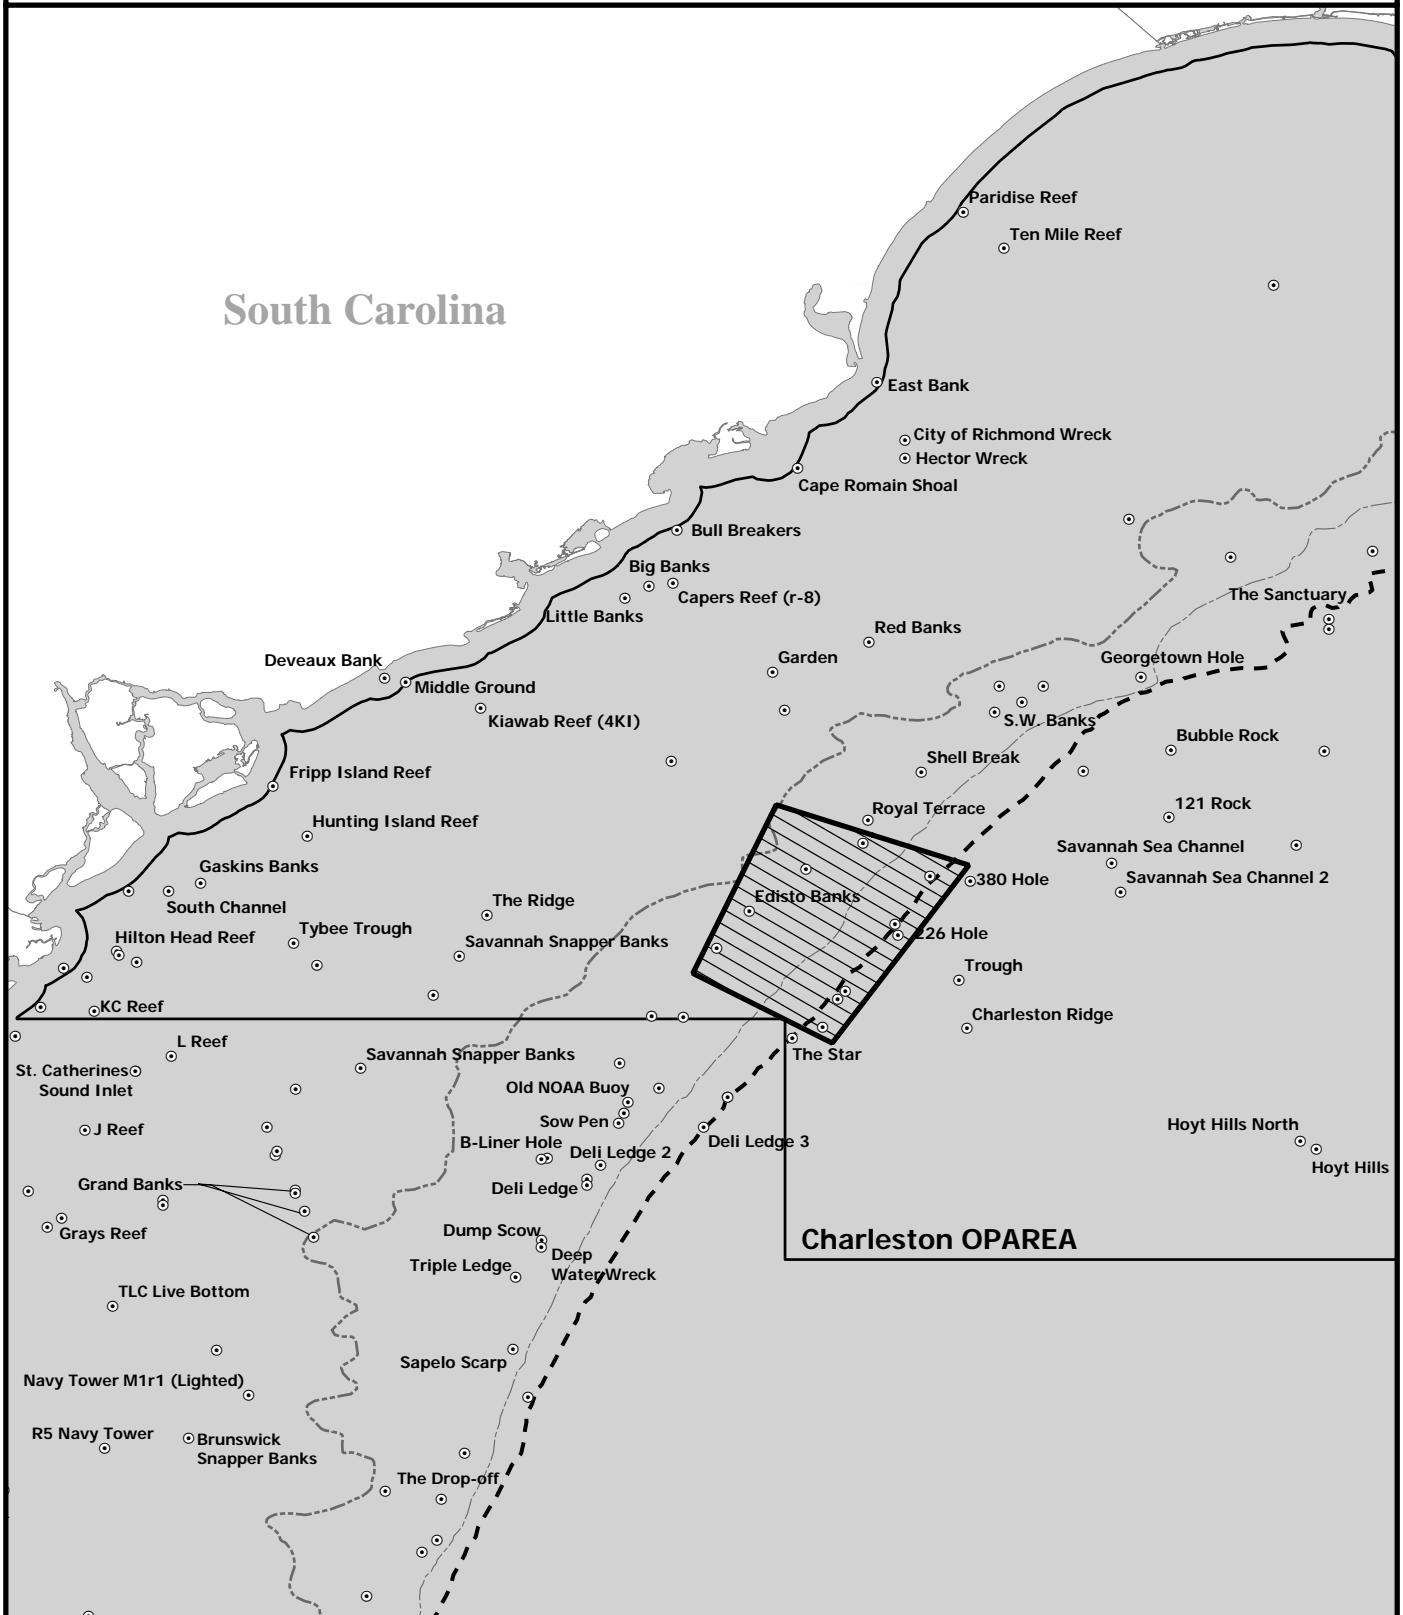 Paridise Reef
Ten Mile Reef
South Carolina
East Bank
City of Richmond Wreck
Hector Wreck
Cape Romain Shoal
Bull Breakers
Big Banks
Capers Reef (r-8)
Little Banks
The Sanctuary
Red Banks
Garden
Georgetown Hole
Deveaux Bank
Middle Ground
Kiawab Reef (4KI)
S.W. Banks
Bubble Rock
Shell Break
Fripp Island Reef
121 Rock
Royal Terrace
Hunting Island Reef
Savannah Sea Channel
Gaskins Banks
Savannah Sea Channel 2
380 Hole
Edisto Banks
South Channel
The Ridge
Tybee Trough
226 Hole
Hilton Head Reef
Savannah Snapper Banks
Trough
KC Reef
Charleston Ridge
L Reef
The Star
Savannah Snapper Banks
St. Catherines
Sound Inlet
Old NOAA Buoy
Sow Pen
Hoyt Hills North
J Reef
B-Liner Hole
Deli Ledge 3
Deli Ledge 2
Hoyt Hills
Grand Banks
Deli Ledge
Grays Reef
Dump Scow
Charleston OPAREA
Deep
Water Wreck
Triple Ledge
TLC Live Bottom
Sapelo Scarp
Navy Tower M1r1 (Lighted)
R5 Navy Tower
Brunswick
Snapper Banks
The Drop-off